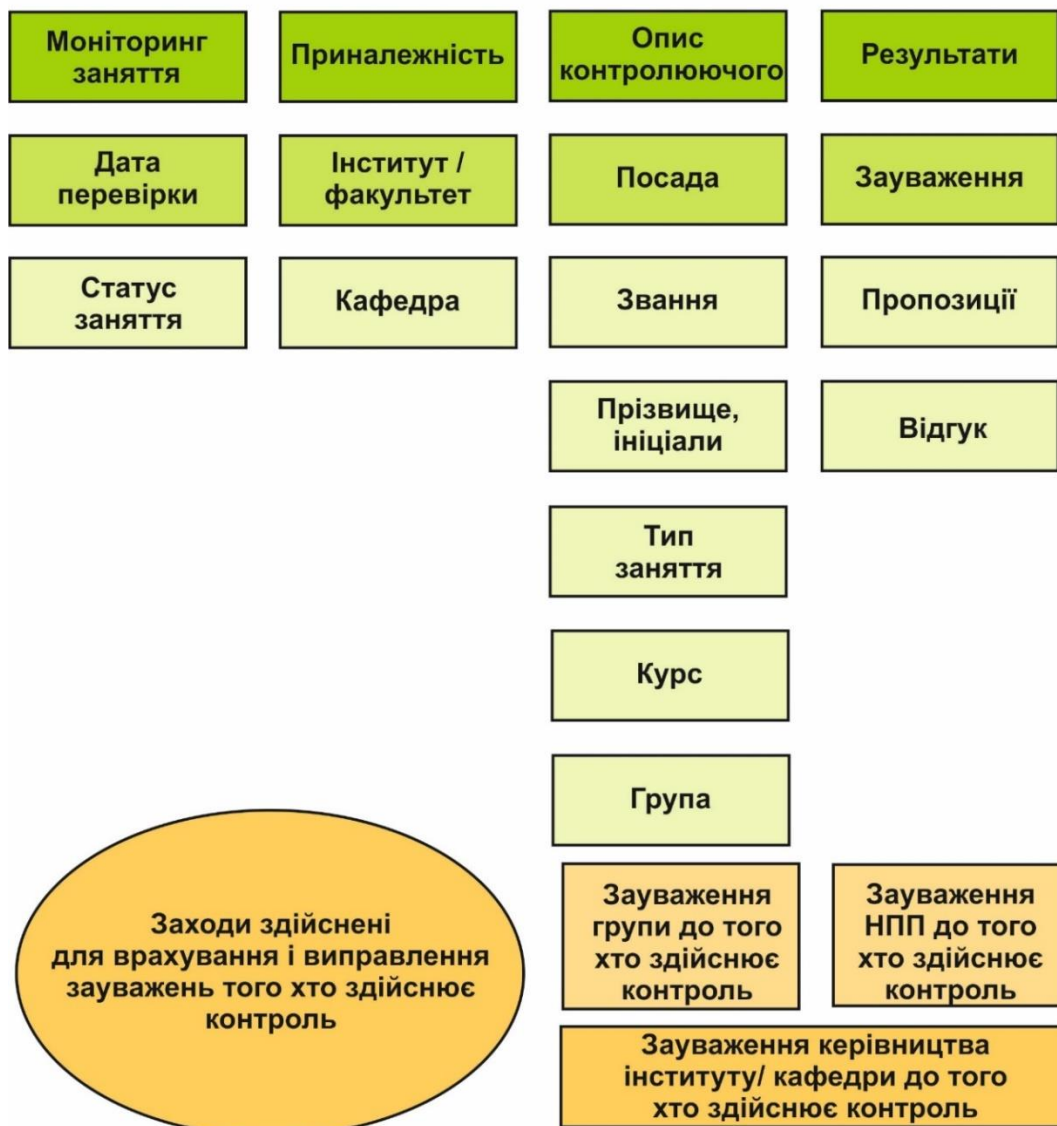 Моніторинг
заняття
Приналежність
Опис
контролюючого
Результати
Дата
перевірки
Інститут /
факультет
Посада
Зауваження
Статус
заняття
Кафедра
Звання
Пропозиції
Прізвище,
ініціали
Відгук
Тип
заняття
Курс
Група
Заходи здійснені
для врахування і виправлення
зауважень того хто здійснює
контроль
Зауваження
групи до того
хто здійснює
контроль
Зауваження
НПП до того
хто здійснює
контроль
Зауваження керівництва
інституту/ кафедри до того
хто здійснює контроль